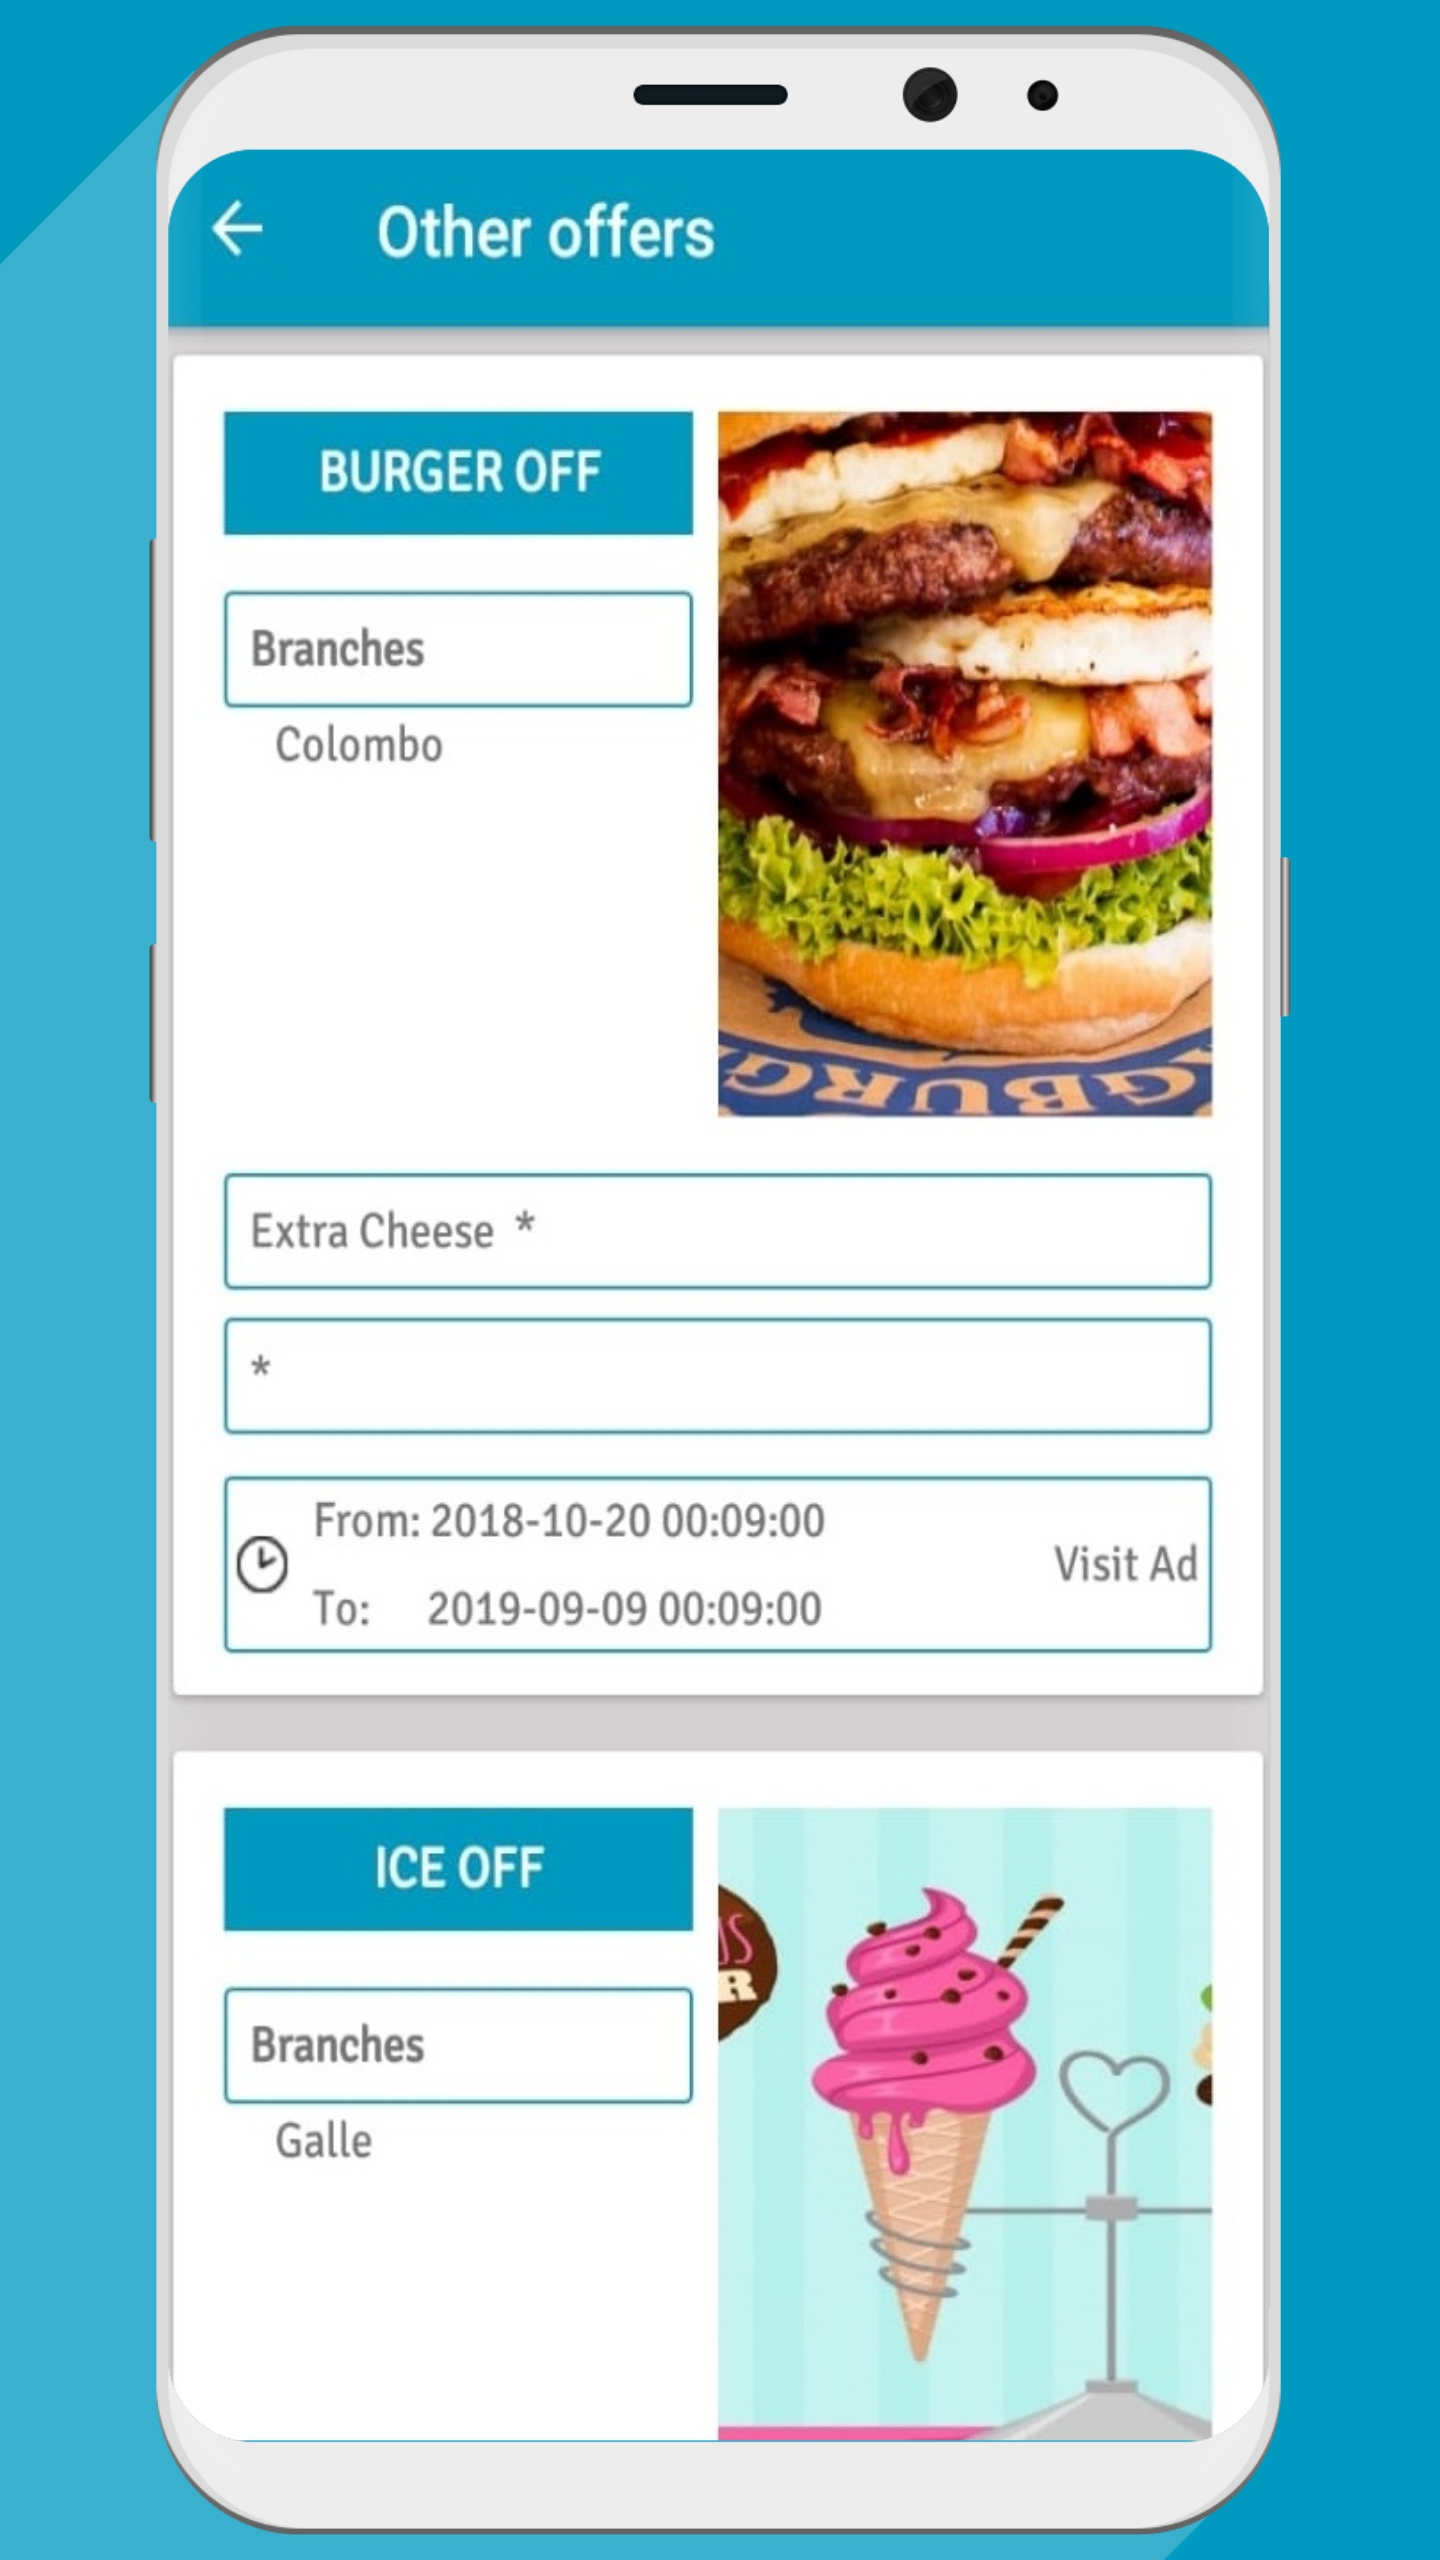 Other offers
BURGER OFF
Branches
Colombo
Extra Cheese *
*
From: 2018-10-20 00:09:00
To: 2019-09-09 00:09:00
Visit Ad
ICE OFF
Branches
Galle